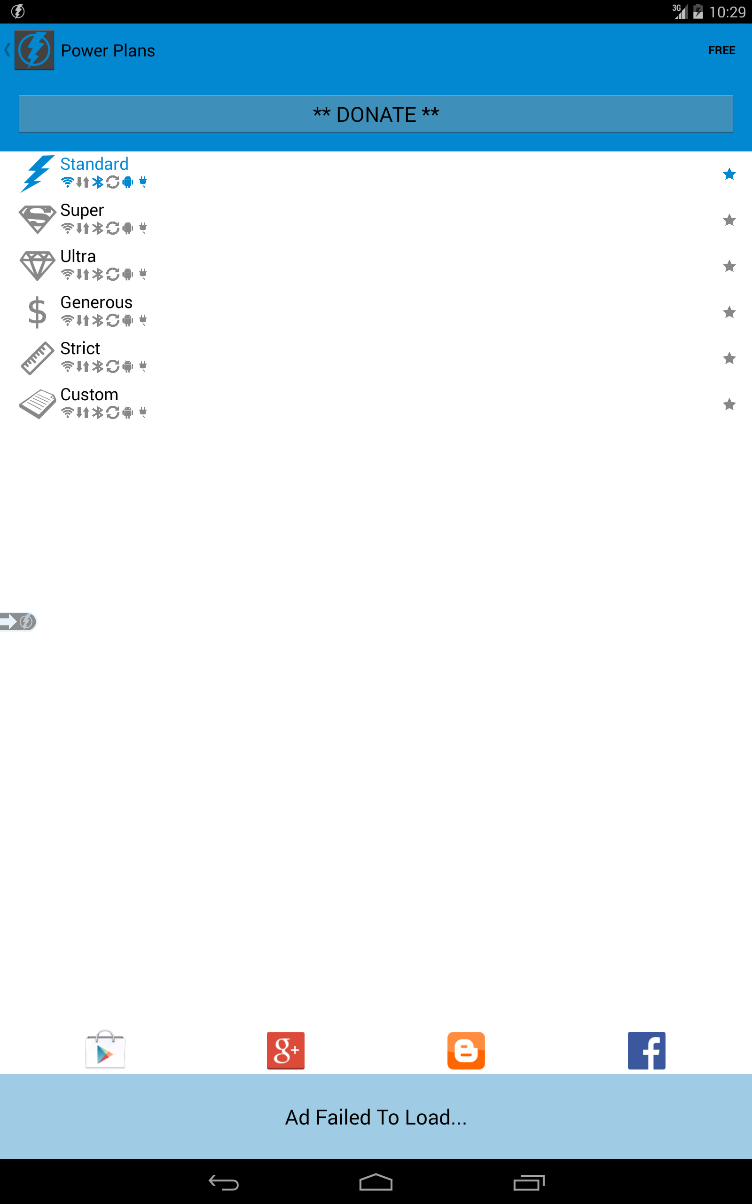 3G 10:29
Power Plans
FREE
** DONATE **
Standard
Super
Ultra
Generous
$
Strict
Custom
g+
Ad Failed To Load...